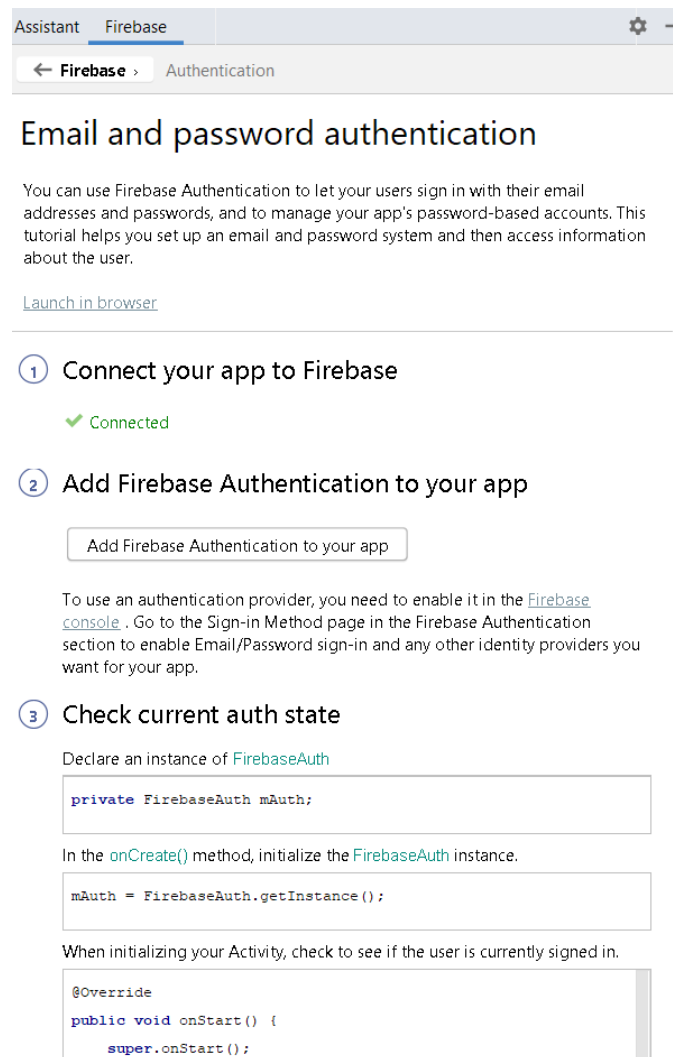 Assistant Firebase
← Firebase › Authentication
Email and password authentication
You can use Firebase Authentication to let your users sign in with their email
addresses and passwords, and to manage your app's password-based accounts. This
tutorial helps you set up an email and password system and then access information
about the user.
Launch in browser
1 Connect your app to Firebase
Connected
2 Add Firebase Authentication to your app
Add Firebase Authentication to your app
To use an authentication provider, you need to enable it in the Firebase
console . Go to the Sign-in Method page in the Firebase Authentication
section to enable Email/Password sign-in and any other identity providers you
want for your app.
3 Check current auth state
Declare an instance of FirebaseAuth
private FirebaseAuth mAuth;
In the onCreate() method, initialize the FirebaseAuth instance.
mAuth = FirebaseAuth.getInstance();
When initializing your Activity, check to see if the user is currently signed in.
@Override
public void onStart() {
super.onStart();